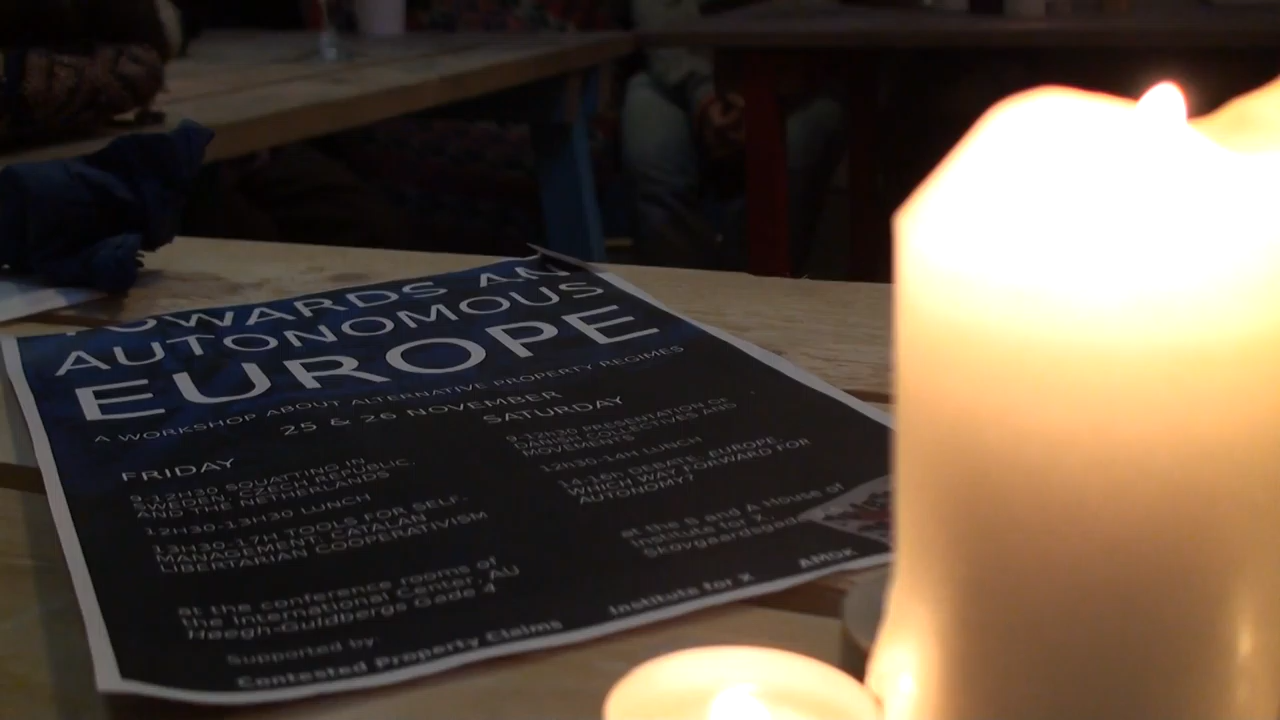 TOWARDS AN
AUTONOMOUS
EUROPE
A WORKSHOP ABOUT ALTERNATIVE PROPERTY REGIMES
25 & 26 NOVEMBER
FRIDAY
9-12H30 SQUATTING IN
SWEDEN, CZECH REPUBLIC,
AND THE NETHERLANDS
12H30-13H30 LUNCH
13H30-17H TOOLS FOR SELF-
MANAGEMENT, CATALAN
LIBERTARIAN COOPERATIVISM
at the conference rooms of
the International Center, AU
Høegh-Guldbergs Gade 4
SATURDAY
9-12H30 PRESENTATION OF
DANISH COLLECTIVES AND
MOVEMENTS
12H30-14H LUNCH
14-16H DEBATE, EUROPE,
WHICH WAY FORWARD FOR
AUTONOMY?
at the B and A House of
Institute for X,
Skovgaardsgade
Supported by:
Contested Property Claims
Institute for X
AMOK